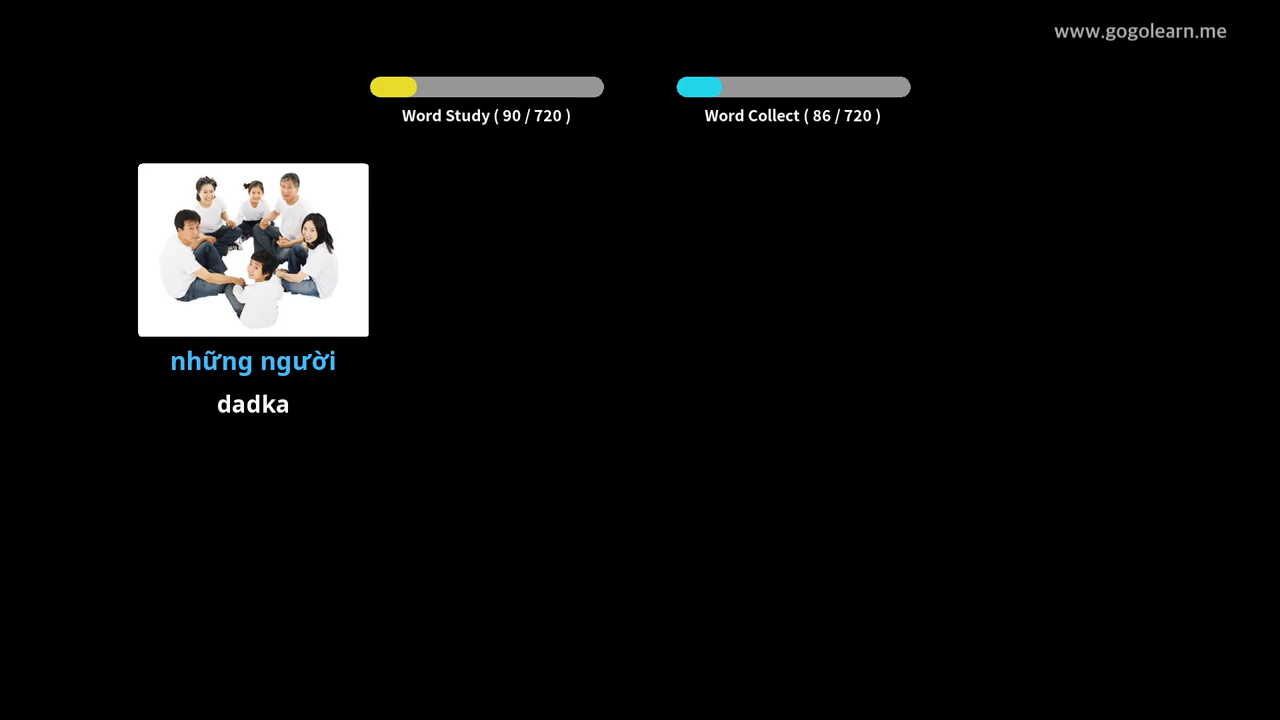 www.gogolearn.me
Word Study ( 90 / 720 )
Word Collect ( 86 / 720 )
những người
dadka